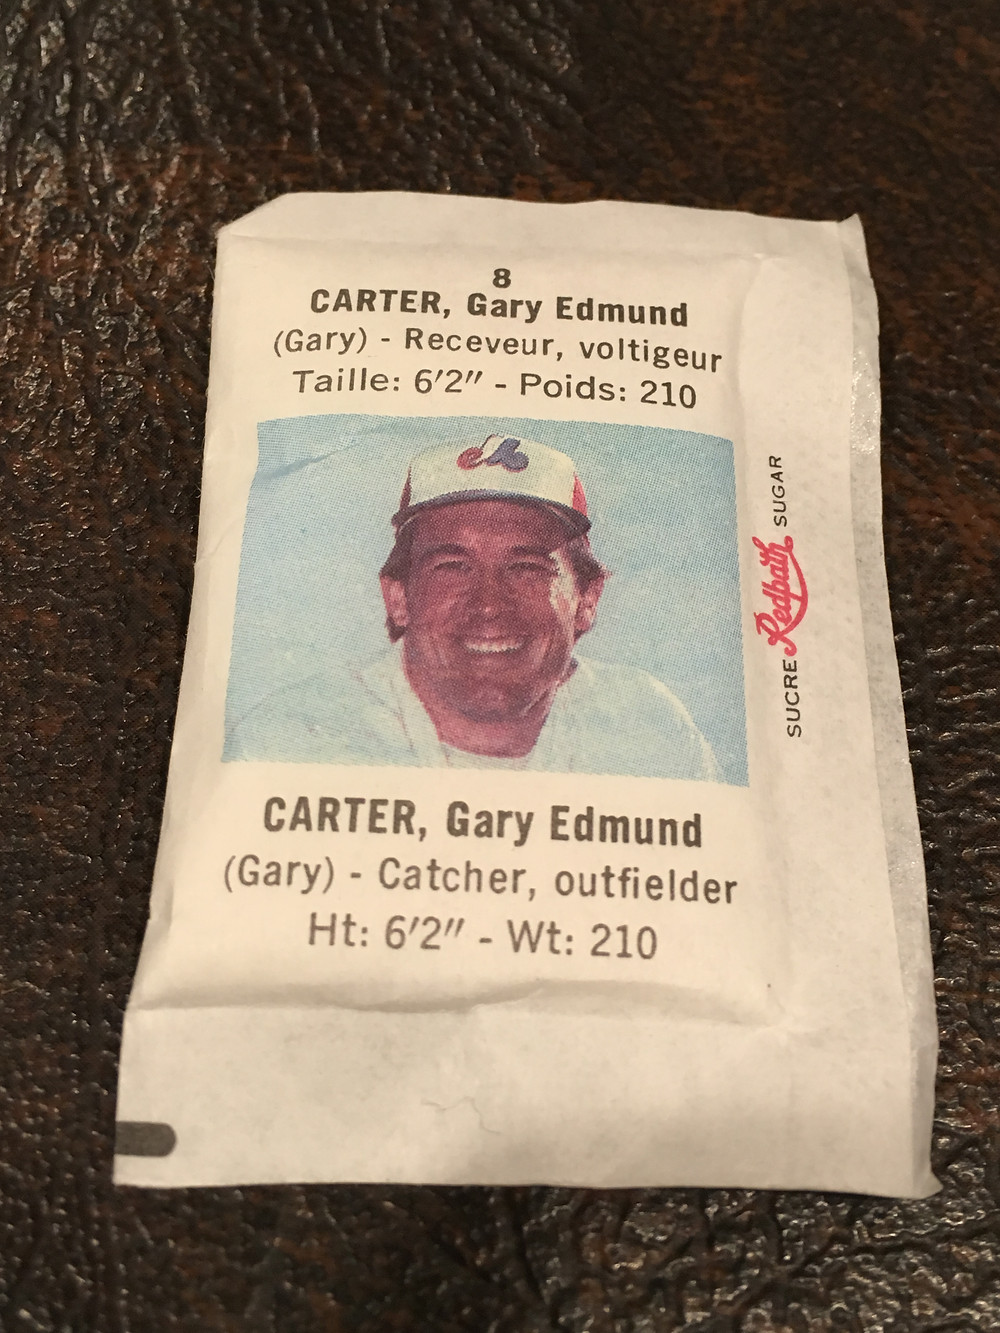 8
CARTER, Gary Edmund
(Gary) - Receveur, voltigeur
Taille: 6'2" - Poids: 210
CARTER, Gary Edmund
(Gary) - Catcher, outfielder
Ht: 6'2" - Wt: 210
SUCRE Redpath SUGAR